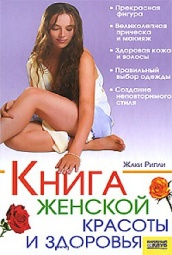 • Прекрасная
фигура
• Великолепная
прическа
и макияж
• Здоровая кожа
и волосы
• Правильный
выбор одежды
• Создание
неповторимого
стиля
Жаки Рипли
Книга
женской
красоты
и здоровья